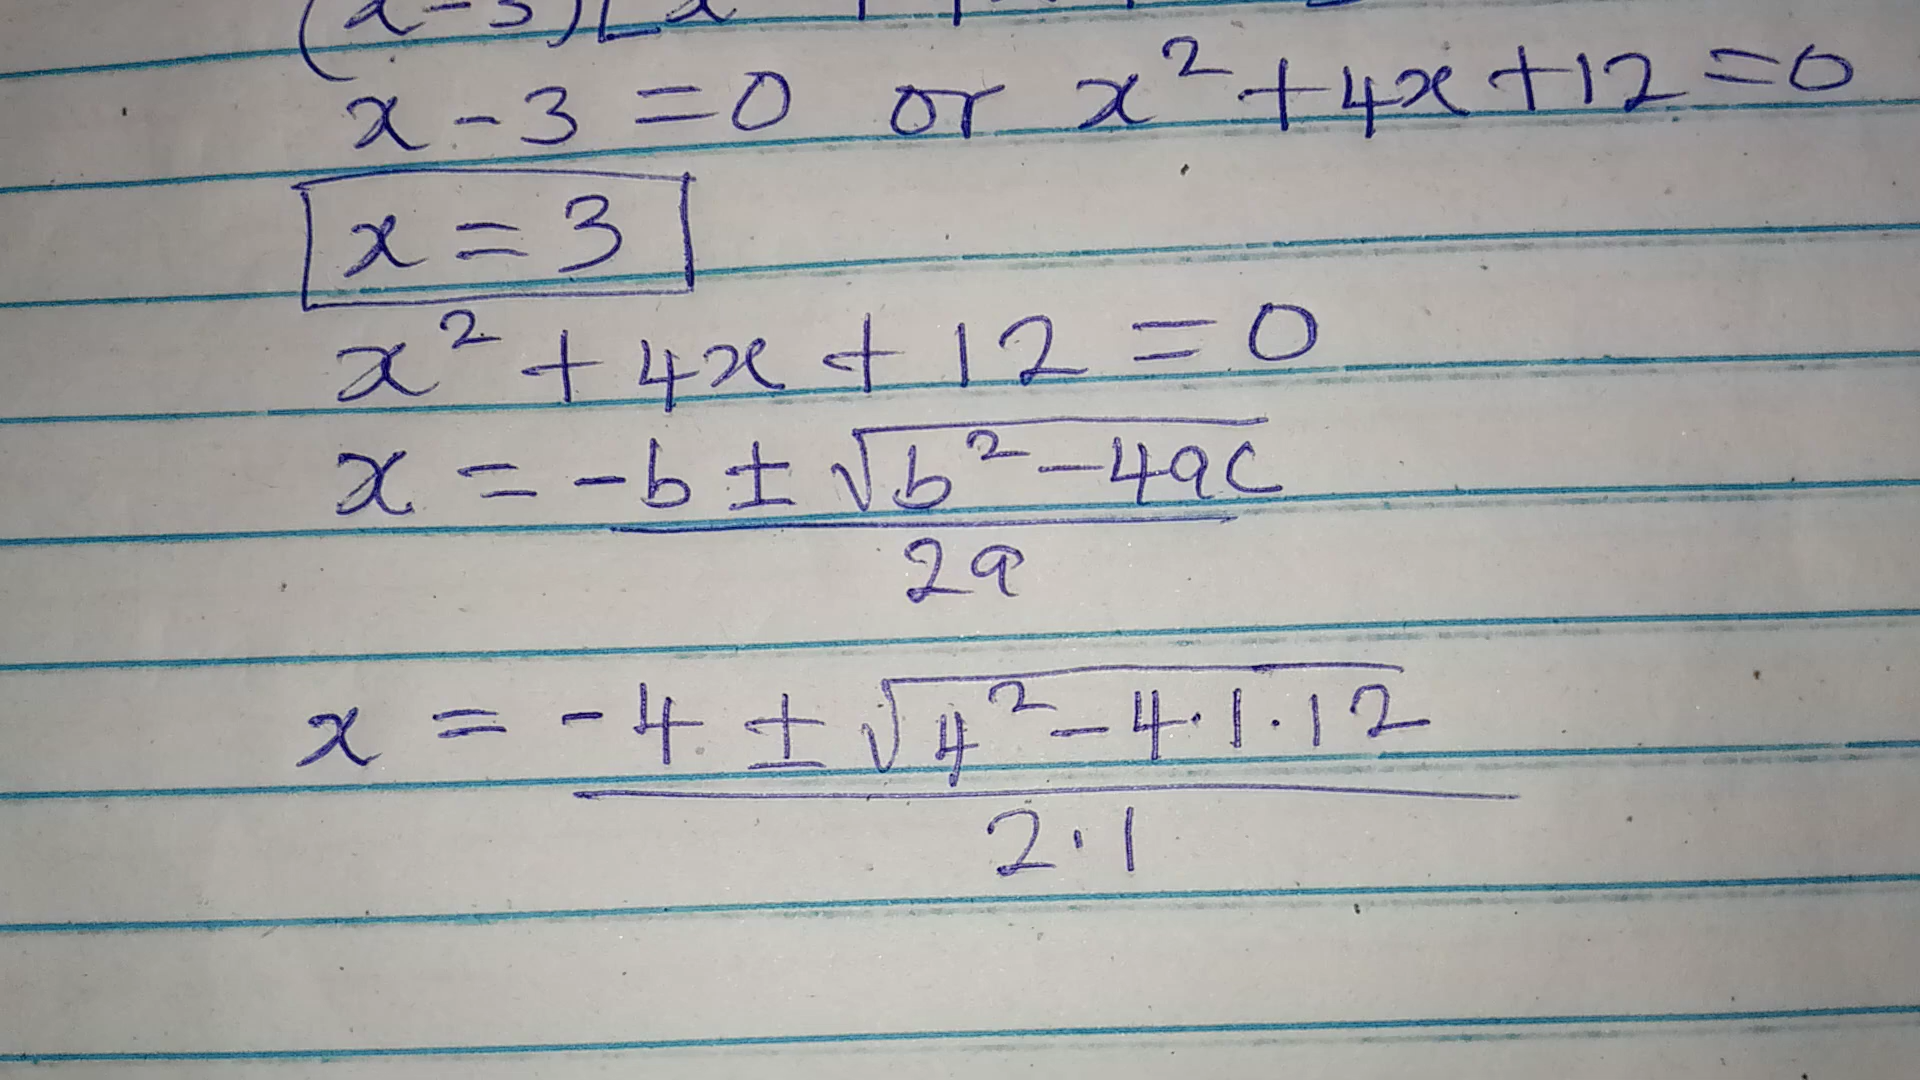 (x-3)[x
x - 3 = 0 or x² + 4x + 12 = 0
x = 3
x² + 4x + 12 = 0
x = -b ± √b² - 4ac
2a
x = -4 ± √4² - 4·1·12
2·1